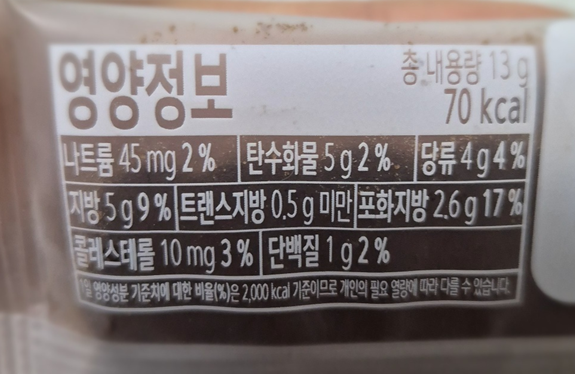 영양정보
총 내용량 13 g
70 kcal
나트륨 45 mg 2 % 탄수화물 5 g 2 % 당류 4 g 4 %
지방 5 g 9 % 트랜스지방 0.5 g 미만 포화지방 2.6 g 17 %
콜레스테롤 10 mg 3 % 단백질 1 g 2 %
1일 영양성분 기준치에 대한 비율(%)은 2,000 kcal 기준이므로 개인의 필요 열량에 따라 다를 수 있습니다.